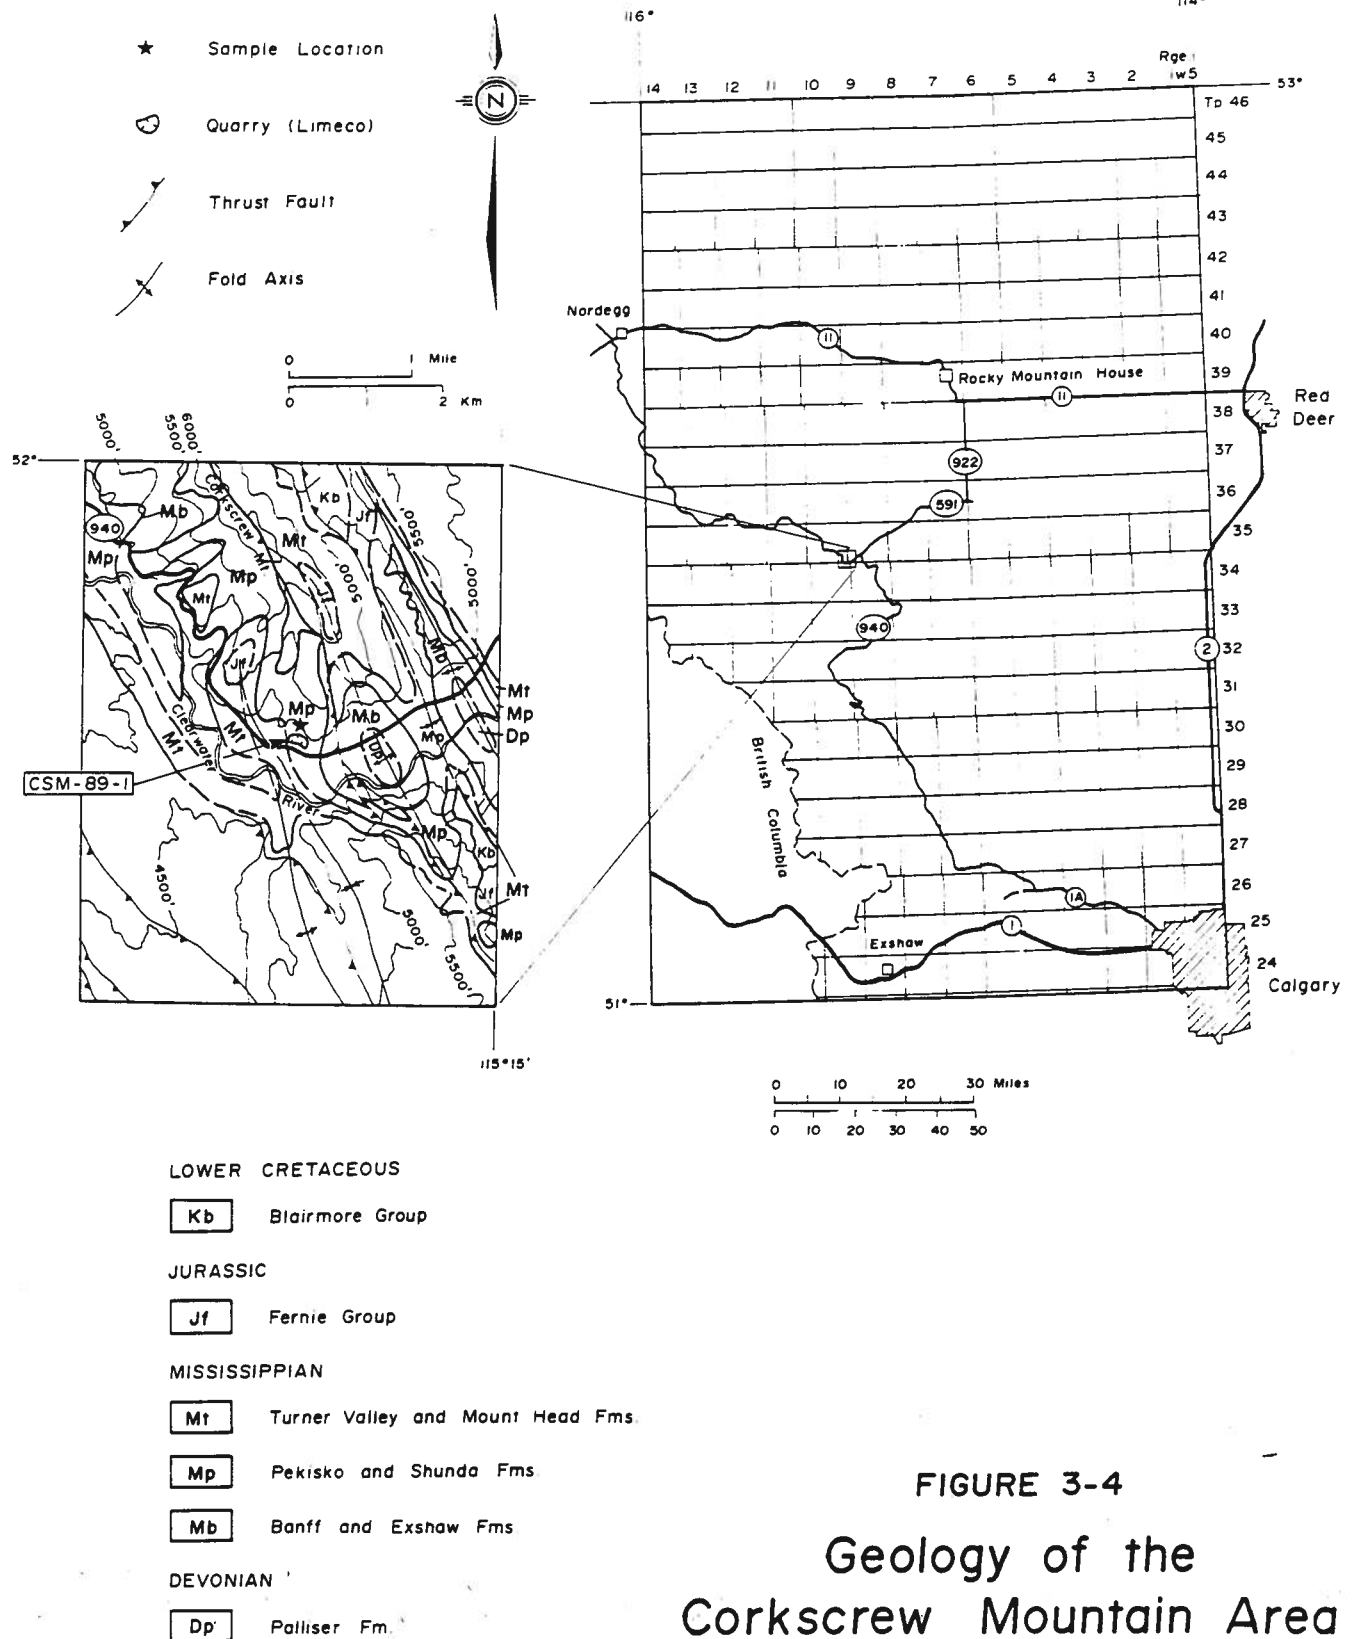 116°
114°
★ Sample Location
Quarry (Limeco)
Thrust Fault
Fold Axis
N
0 1 Mile
0 2 Km
Rge
14 13 12 11 10 9 8 7 6 5 4 3 2 1 w5
53°
Tp 46
45
44
43
42
41
40
39
38
37
36
35
34
33
32
31
30
29
28
27
26
25
24
Nordegg
11
Rocky Mountain House
11
Red
Deer
922
591
940
2
British Columbia
1A
1
Exshaw
Calgary
51°
52°
5000'
5500'
6000'
Corkscrew Mt.
940
Mb
Kb
Jf
5500'
Mp
Mt
Mp
Mt
Jf
5000'
5000'
Mb
Jf
Mt
Mp
Dp
Mp
Mb
Mp
Dp
Mt
Mt
Clearwater
River
CSM-89-1
Mp
Kb
Jf
Mt
Mp
4500'
5000'
5500'
115°15'
0 10 20 30 Miles
0 10 20 30 40 50
LOWER CRETACEOUS
Kb Blairmore Group
JURASSIC
Jf Fernie Group
MISSISSIPPIAN
Mt Turner Valley and Mount Head Fms.
Mp Pekisko and Shunda Fms.
Mb Banff and Exshaw Fms
DEVONIAN
Dp Palliser Fm.
FIGURE 3-4
Geology of the
Corkscrew Mountain Area